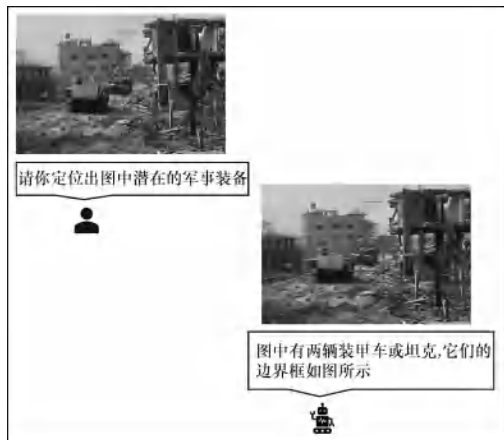 请你定位出图中潜在的军事装备
图中有两辆装甲车或坦克,它们的
边界框如图所示